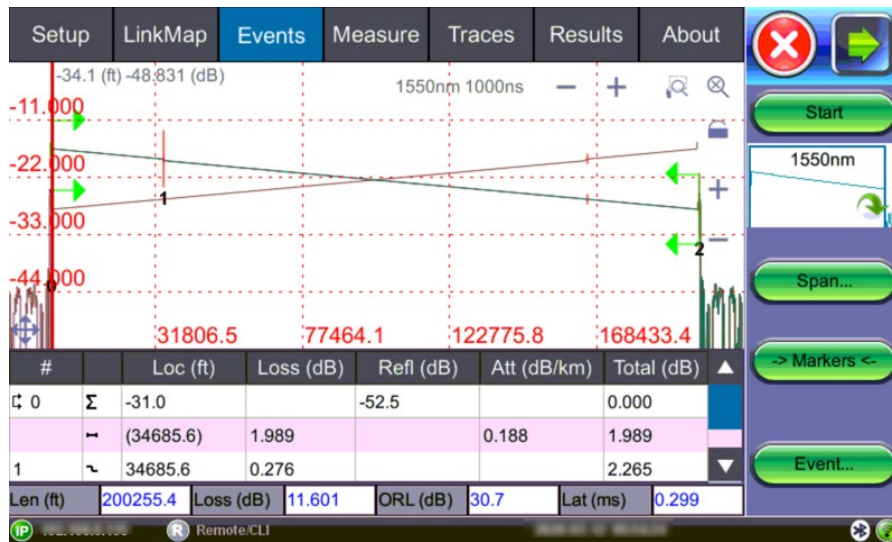 Setup LinkMap Events Measure Traces Results About
-34.1 (ft) -48.831 (dB)
1550nm 1000ns − +
-11.000
Start
-22.000
1550nm
+
1
-33.000
−
2
-44.000
0
Span...
31806.5 77464.1 122775.8 168433.4
# Loc (ft) Loss (dB) Refl (dB) Att (dB/km) Total (dB)
-> Markers <-
0 Σ -31.0 -52.5 0.000
(34685.6) 1.989 0.188 1.989
1 34685.6 0.276 2.265
Event...
Len (ft) 200255.4 Loss (dB) 11.601 ORL (dB) 30.7 Lat (ms) 0.299
IP R Remote/CLI